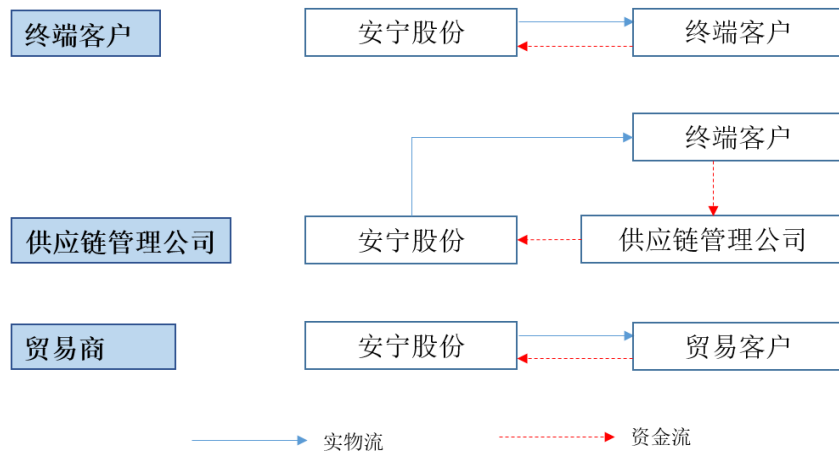 终端客户
安宁股份
终端客户
终端客户
供应链管理公司
安宁股份
供应链管理公司
贸易商
安宁股份
贸易客户
实物流
资金流